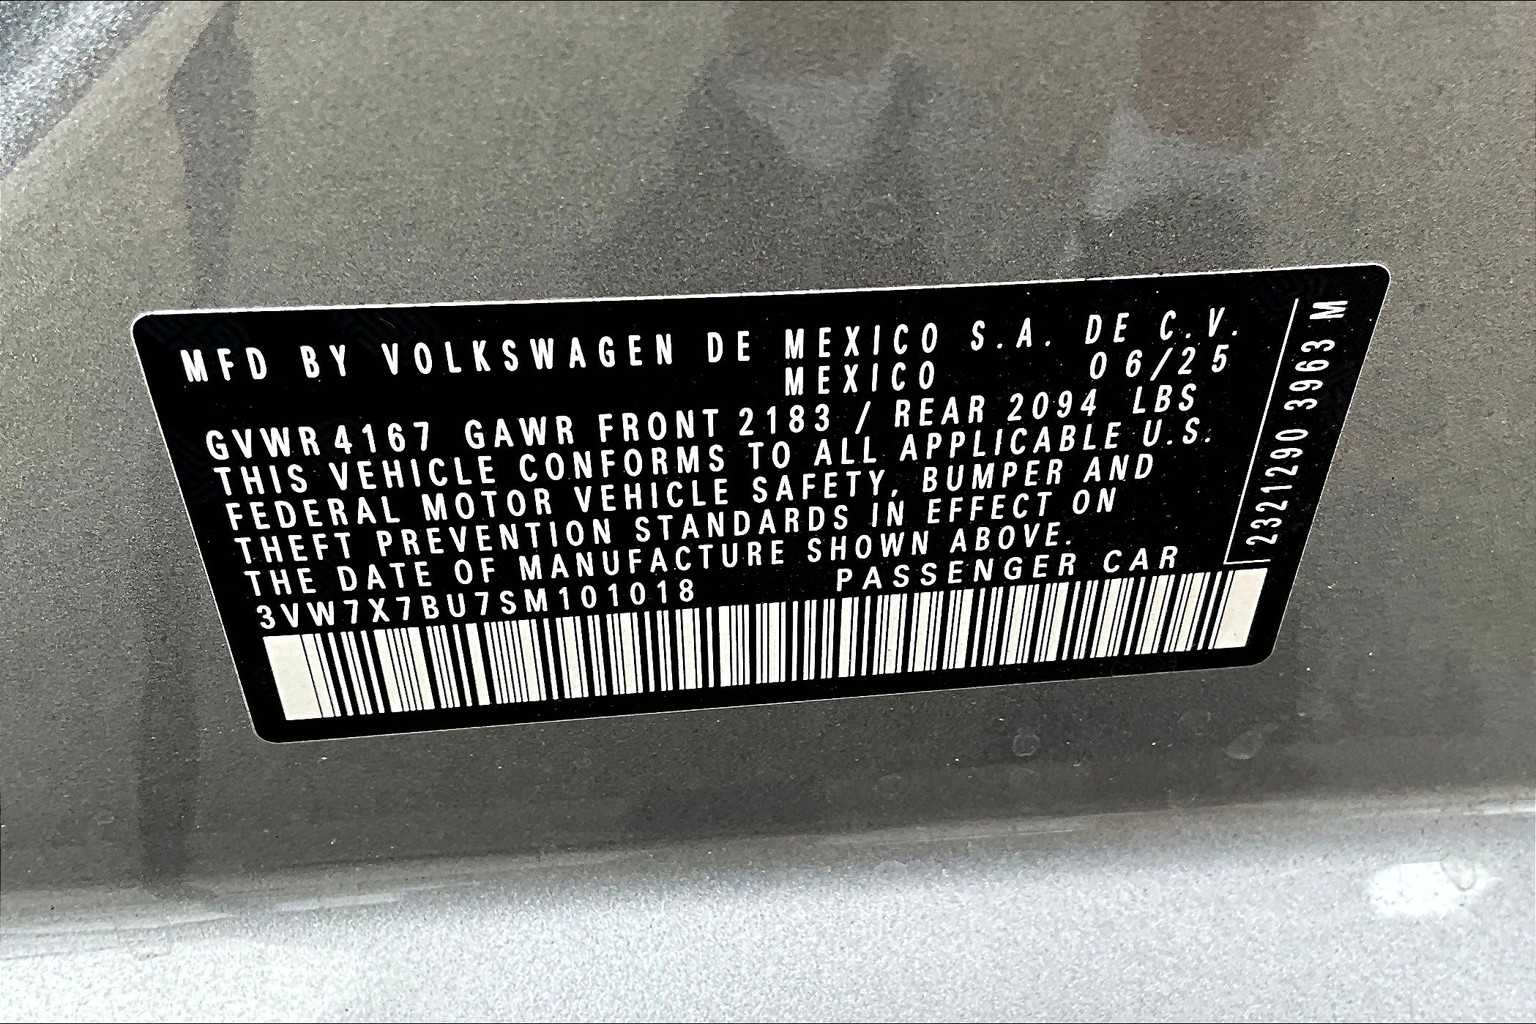 MFD BY VOLKSWAGEN DE MEXICO S.A. DE C.V.
MEXICO 06/25
GVWR 4167 GAWR FRONT 2183 / REAR 2094 LBS
THIS VEHICLE CONFORMS TO ALL APPLICABLE U.S.
FEDERAL MOTOR VEHICLE SAFETY, BUMPER AND
THEFT PREVENTION STANDARDS IN EFFECT ON
THE DATE OF MANUFACTURE SHOWN ABOVE.
3VW7X7BU7SM101018 PASSENGER CAR
2321290 3963 M